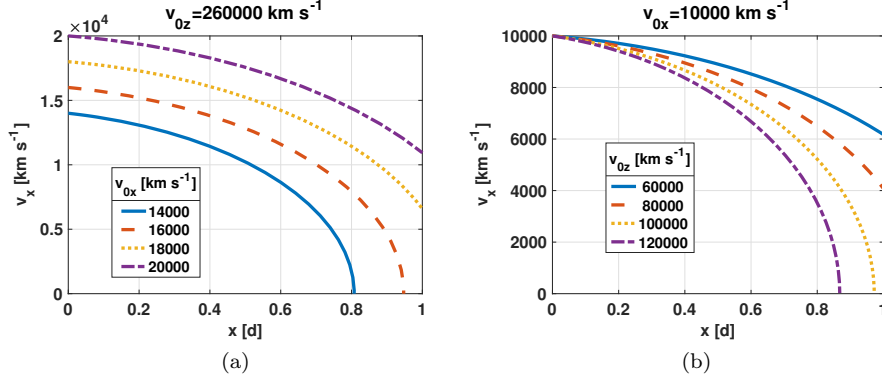 v0z=260000 km s-1
×10^4
2
1.5
1
0.5
0
vx [km s-1]
v0x [km s-1]
14000
16000
18000
20000
0 0.2 0.4 0.6 0.8 1
x [d]
(a)
v0x=10000 km s-1
10000
8000
6000
4000
2000
0
vx [km s-1]
v0z [km s-1]
60000
80000
100000
120000
0 0.2 0.4 0.6 0.8 1
x [d]
(b)